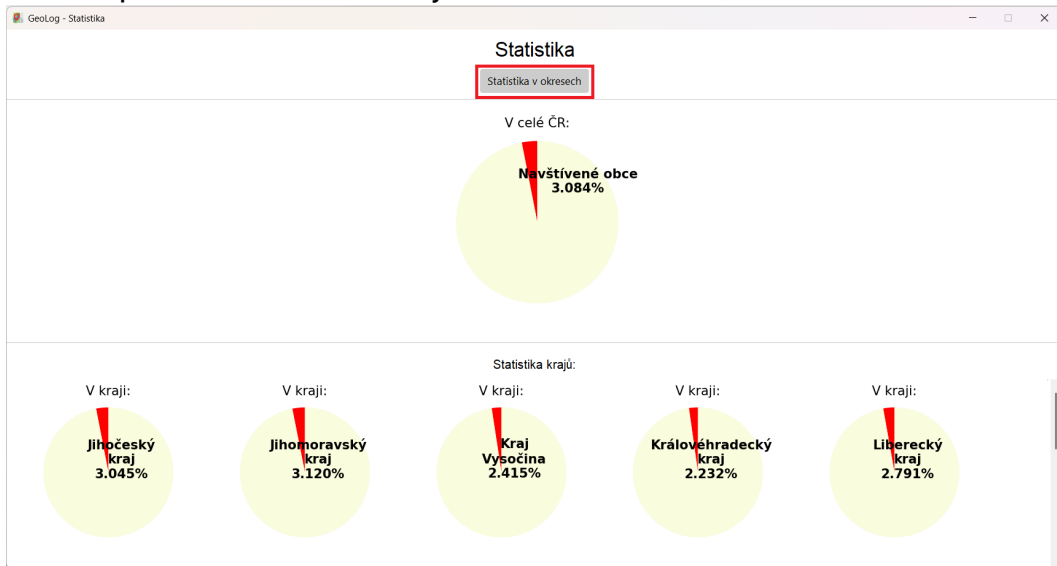 GeoLog - Statistika
Statistika
Statistika v okresech
V celé ČR:
Navštívené obce
3.084%
Statistika krajů:
V kraji:
Jihočeský
kraj
3.045%
V kraji:
Jihomoravský
kraj
3.120%
V kraji:
Kraj
Vysočina
2.415%
V kraji:
Královéhradecký
kraj
2.232%
V kraji:
Liberecký
kraj
2.791%